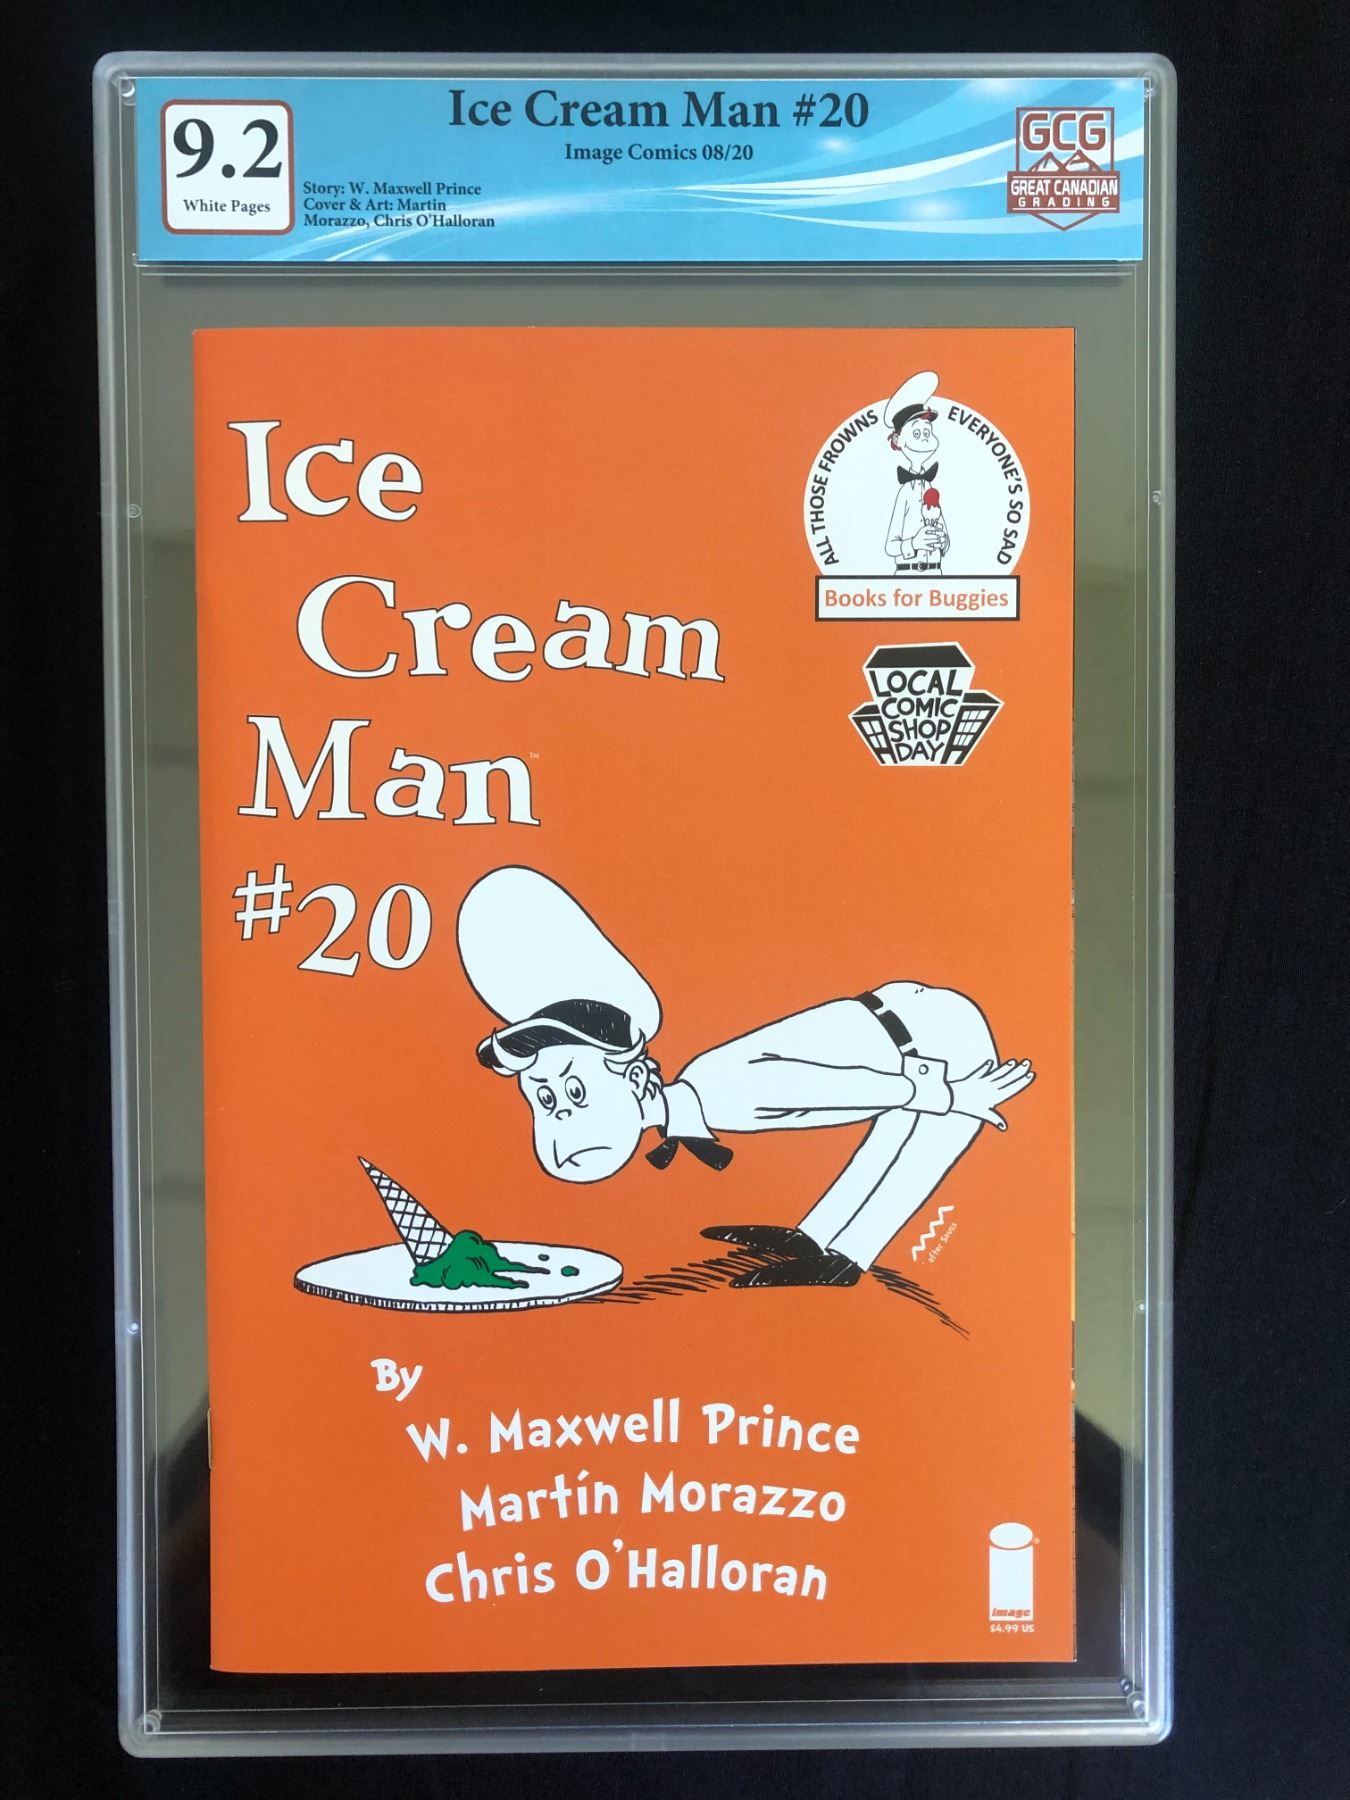 Ice Cream Man #20
Image Comics 08/20
9.2
White Pages
Story: W. Maxwell Prince
Cover & Art: Martin
Morazzo, Chris O'Halloran
GCG
GREAT CANADIAN
GRADING
Ice
Cream
Man™
#20
ALL THOSE FROWNS
EVERYONE'S SO SAD
Books for Buggies
LOCAL
COMIC
SHOP
DAY
after Seuss
By
W. Maxwell Prince
Martín Morazzo
Chris O'Halloran
image
$4.99 US